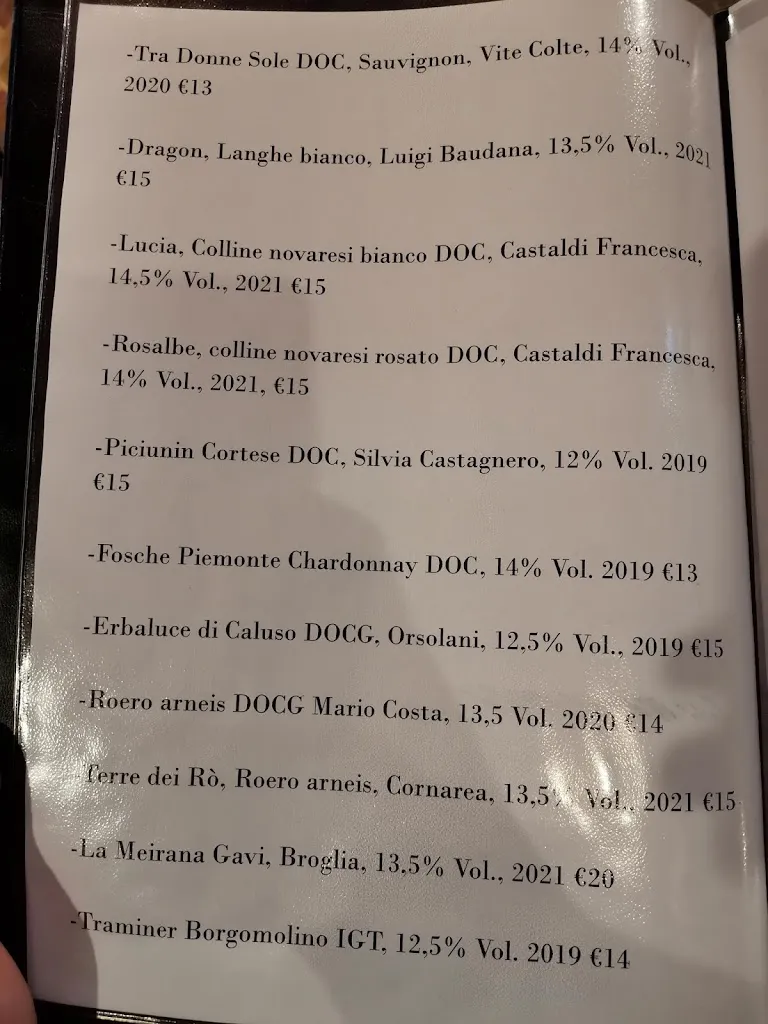 -Tra Donne Sole DOC, Sauvignon, Vite Colte, 14% Vol.,
2020 €13
-Dragon, Langhe bianco, Luigi Baudana, 13,5% Vol., 2021
€15
-Lucia, Colline novaresi bianco DOC, Castaldi Francesca,
14,5% Vol., 2021 €15
-Rosalbe, colline novaresi rosato DOC, Castaldi Francesca,
14% Vol., 2021, €15
-Piciunin Cortese DOC, Silvia Castagnero, 12% Vol. 2019
€15
-Fosche Piemonte Chardonnay DOC, 14% Vol. 2019 €13
-Erbaluce di Caluso DOCG, Orsolani, 12,5% Vol., 2019 €15
-Roero arneis DOCG Mario Costa, 13,5 Vol. 2020 €14
Terre dei Rò, Roero arneis, Cornarea, 13,5% Vol., 2021 €15
-La Meirana Gavi, Broglia, 13,5% Vol., 2021 €20
-Traminer Borgomolino IGT, 12,5% Vol. 2019 €14